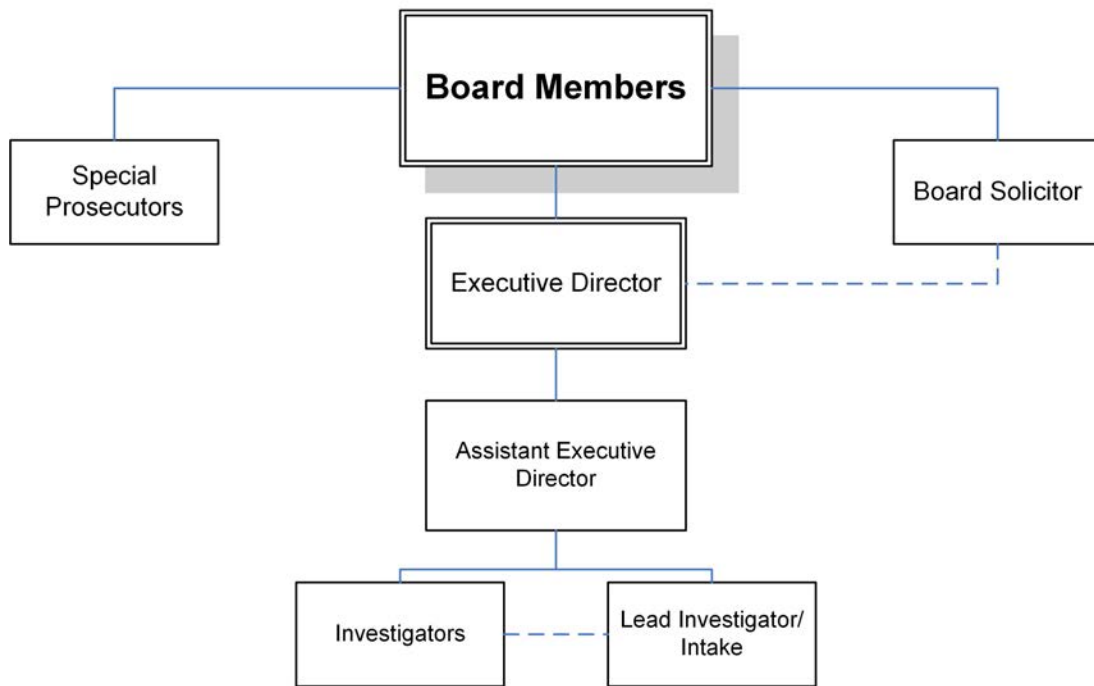 Board Members
Special
Prosecutors
Board Solicitor
Executive Director
Assistant Executive
Director
Investigators
Lead Investigator/
Intake